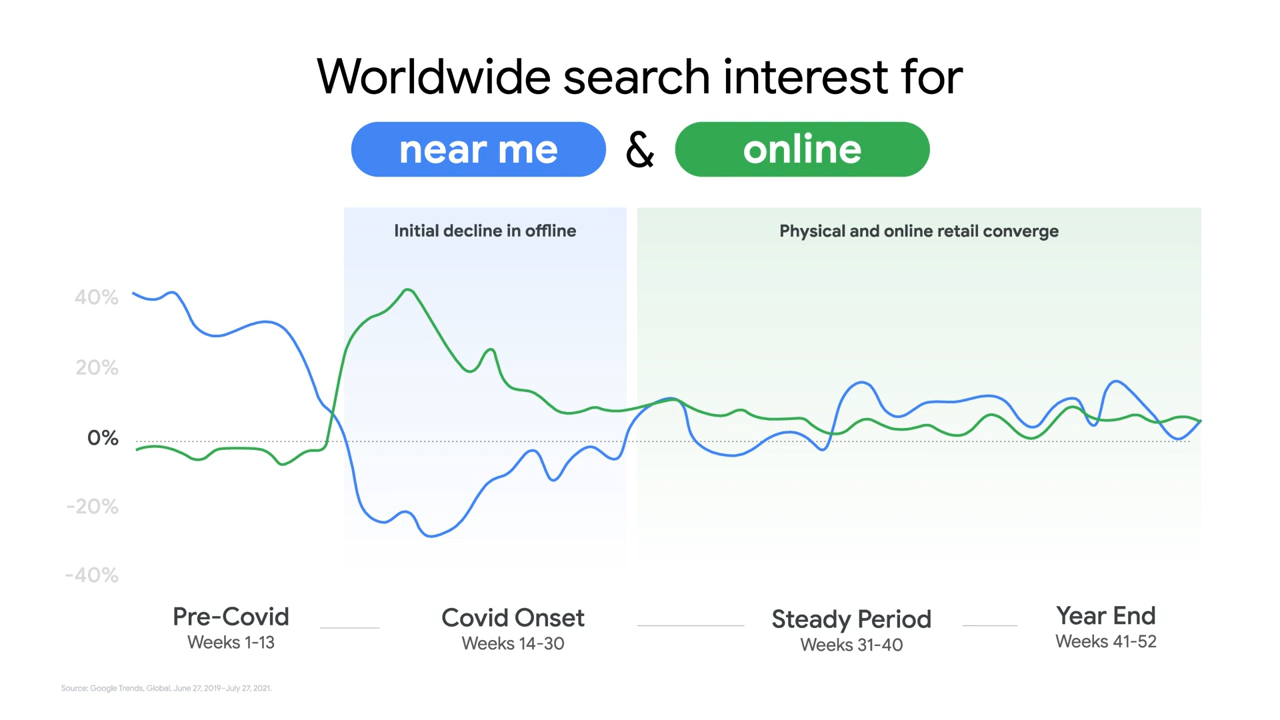 Worldwide search interest for
near me & online
Initial decline in offline
Physical and online retail converge
40%
20%
0%
-20%
-40%
Pre-Covid
Weeks 1-13
Covid Onset
Weeks 14-30
Steady Period
Weeks 31-40
Year End
Weeks 41-52
Source: Google Trends, Global, June 27, 2019–July 27, 2021.